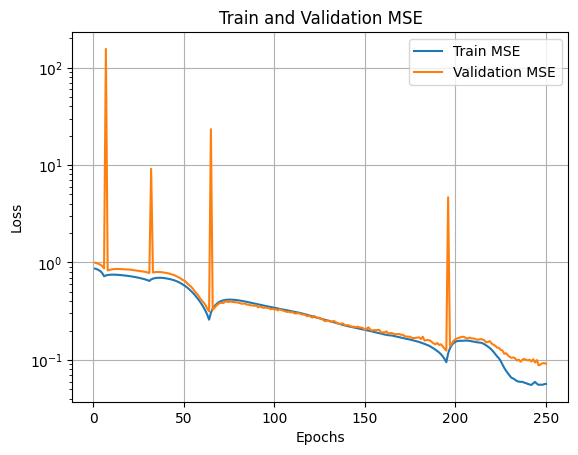 Train and Validation MSE
Train MSE
Validation MSE
10²
10¹
10⁰
10⁻¹
Loss
0
50
100
150
200
250
Epochs